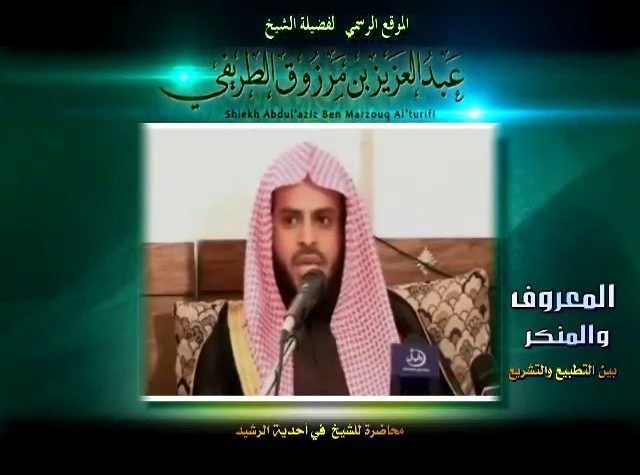 الموقع الرسمي لفضيلة الشيخ
عبدالعزيز بن مرزوق الطريفي
Shiekh Abdul'aziz Ben Marzouq Al'turifi
المعروف
والمنكر
بين التطبيع والتشريع
محاضرة للشيخ في أحدية الرشيد